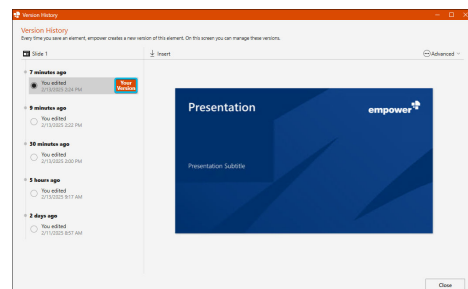 Version History
Version History
Every time you save an element, empower creates a new version of this element. On this screen you can manage these versions.
Slide 1
Insert
Advanced
7 minutes ago
You edited
2/13/2025 3:24 PM
Your
Version
9 minutes ago
You edited
2/13/2025 3:22 PM
30 minutes ago
You edited
2/13/2025 3:00 PM
5 hours ago
You edited
2/13/2025 9:17 AM
2 days ago
You edited
2/11/2025 8:57 AM
Presentation
empower
Presentation Subtitle
Close